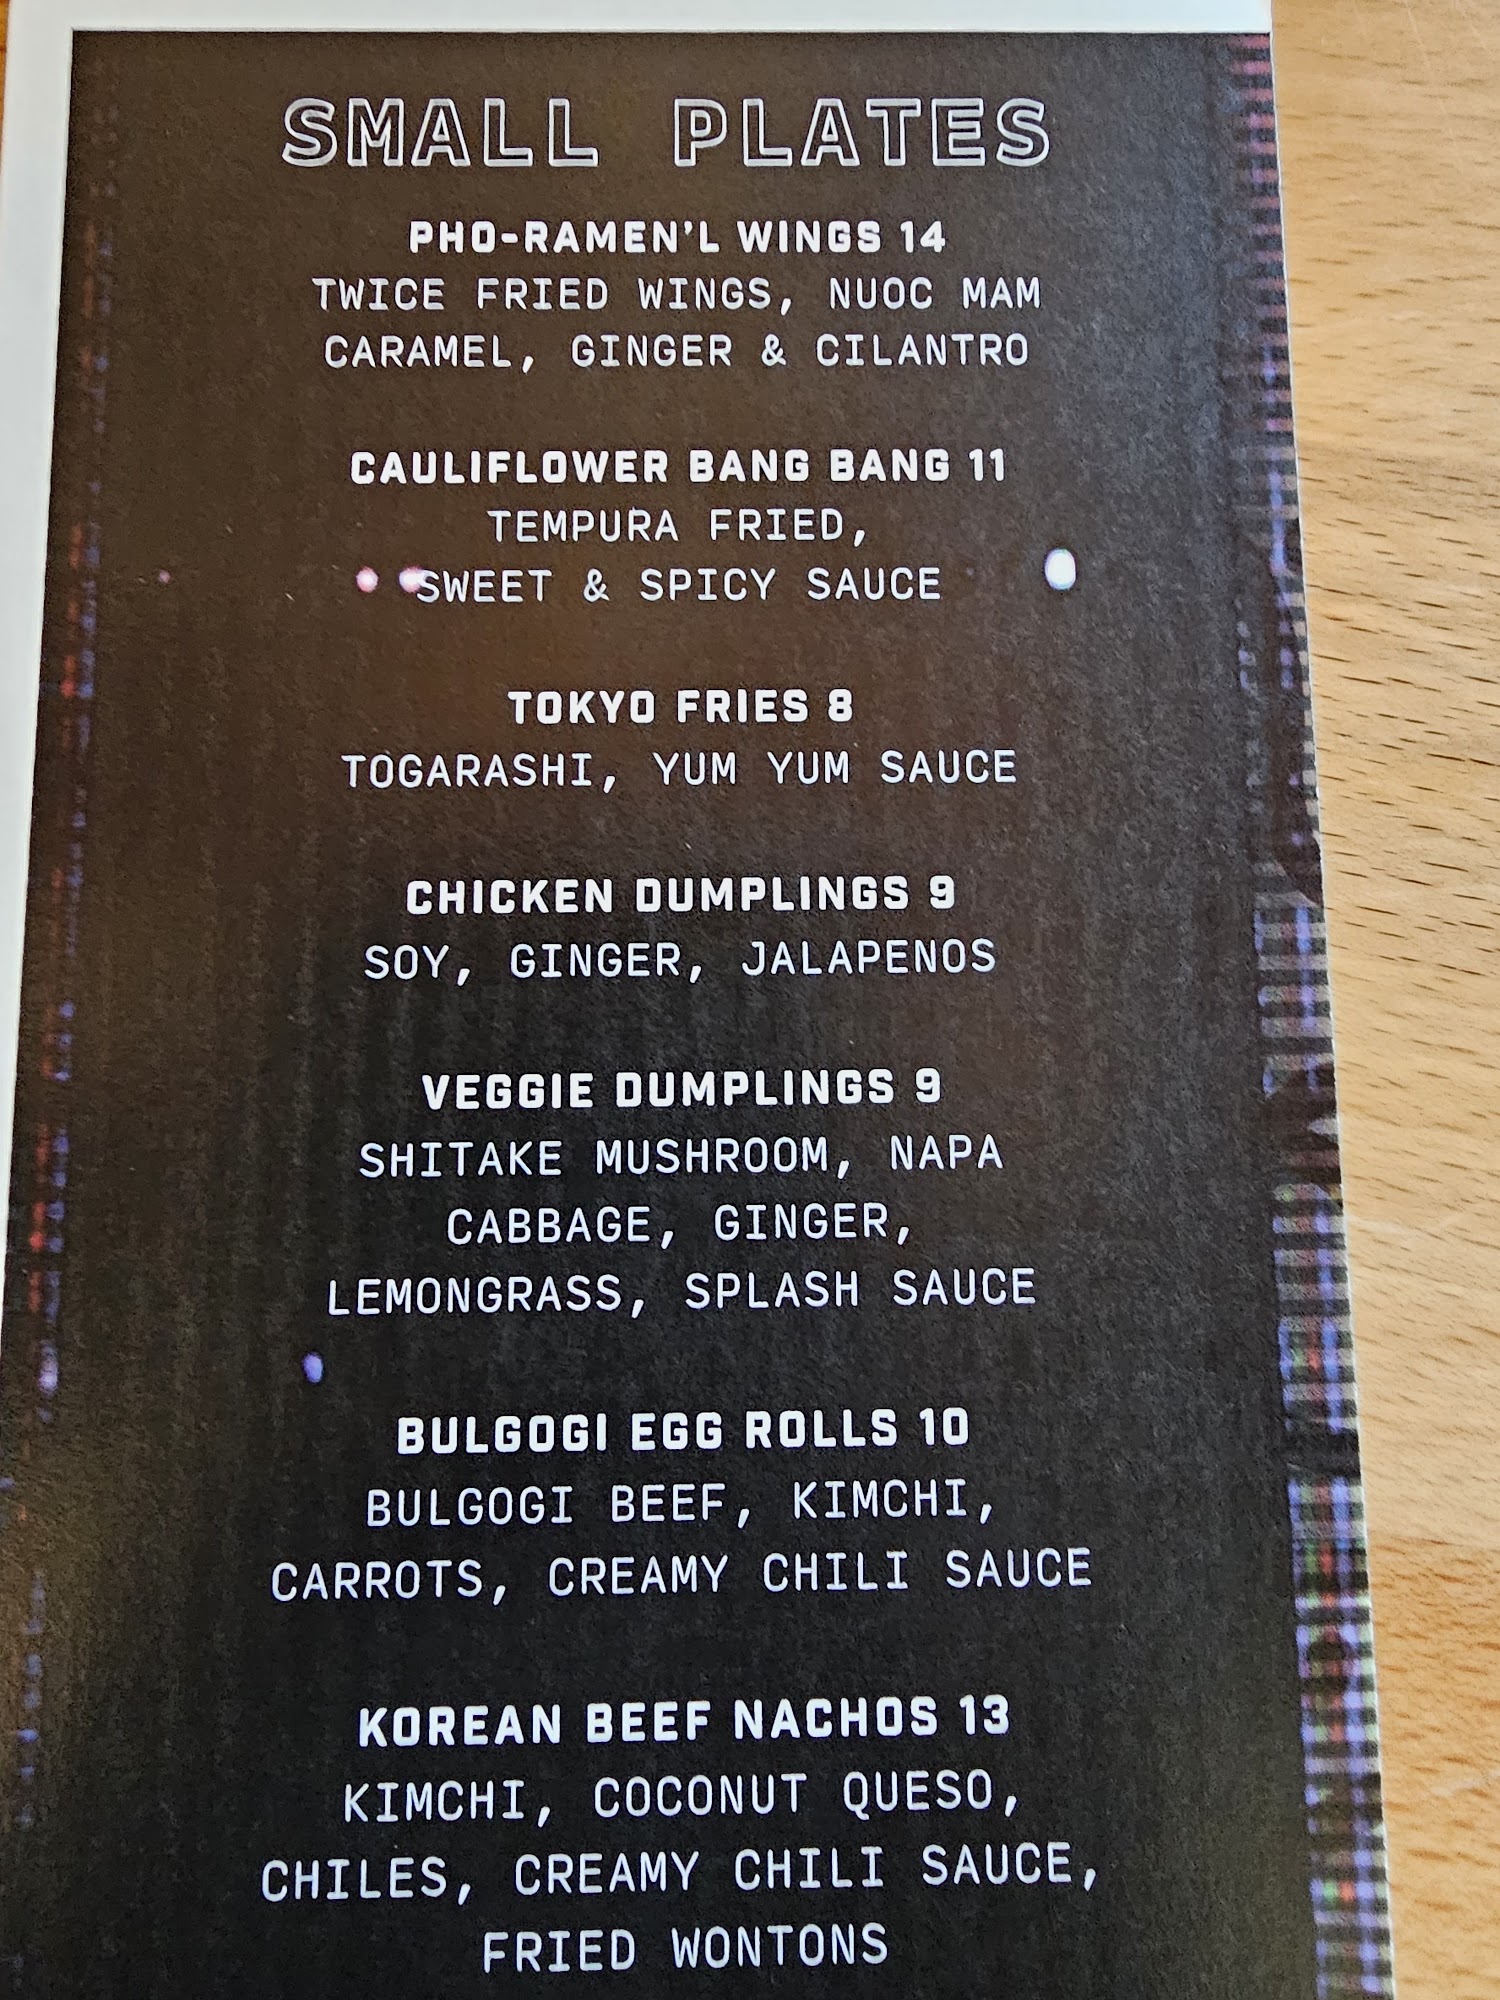 SMALL PLATES
PHO-RAMEN'L WINGS 14
TWICE FRIED WINGS, NUOC MAM
CARAMEL, GINGER & CILANTRO
CAULIFLOWER BANG BANG 11
TEMPURA FRIED,
SWEET & SPICY SAUCE
TOKYO FRIES 8
TOGARASHI, YUM YUM SAUCE
CHICKEN DUMPLINGS 9
SOY, GINGER, JALAPENOS
VEGGIE DUMPLINGS 9
SHITAKE MUSHROOM, NAPA
CABBAGE, GINGER,
LEMONGRASS, SPLASH SAUCE
BULGOGI EGG ROLLS 10
BULGOGI BEEF, KIMCHI,
CARROTS, CREAMY CHILI SAUCE
KOREAN BEEF NACHOS 13
KIMCHI, COCONUT QUESO,
CHILES, CREAMY CHILI SAUCE,
FRIED WONTONS